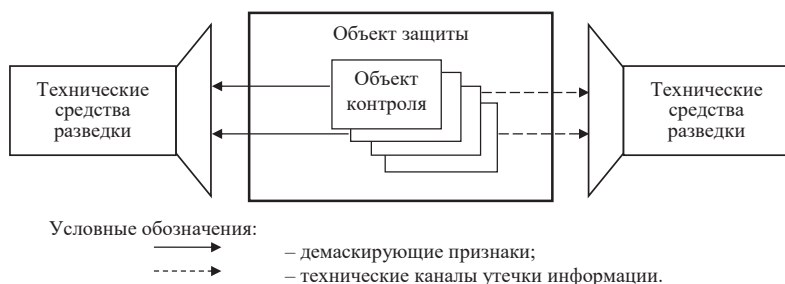 Объект защиты
Технические
средства
разведки
Объект
контроля
Технические
средства
разведки
Условные обозначения:
– демаскирующие признаки;
– технические каналы утечки информации.